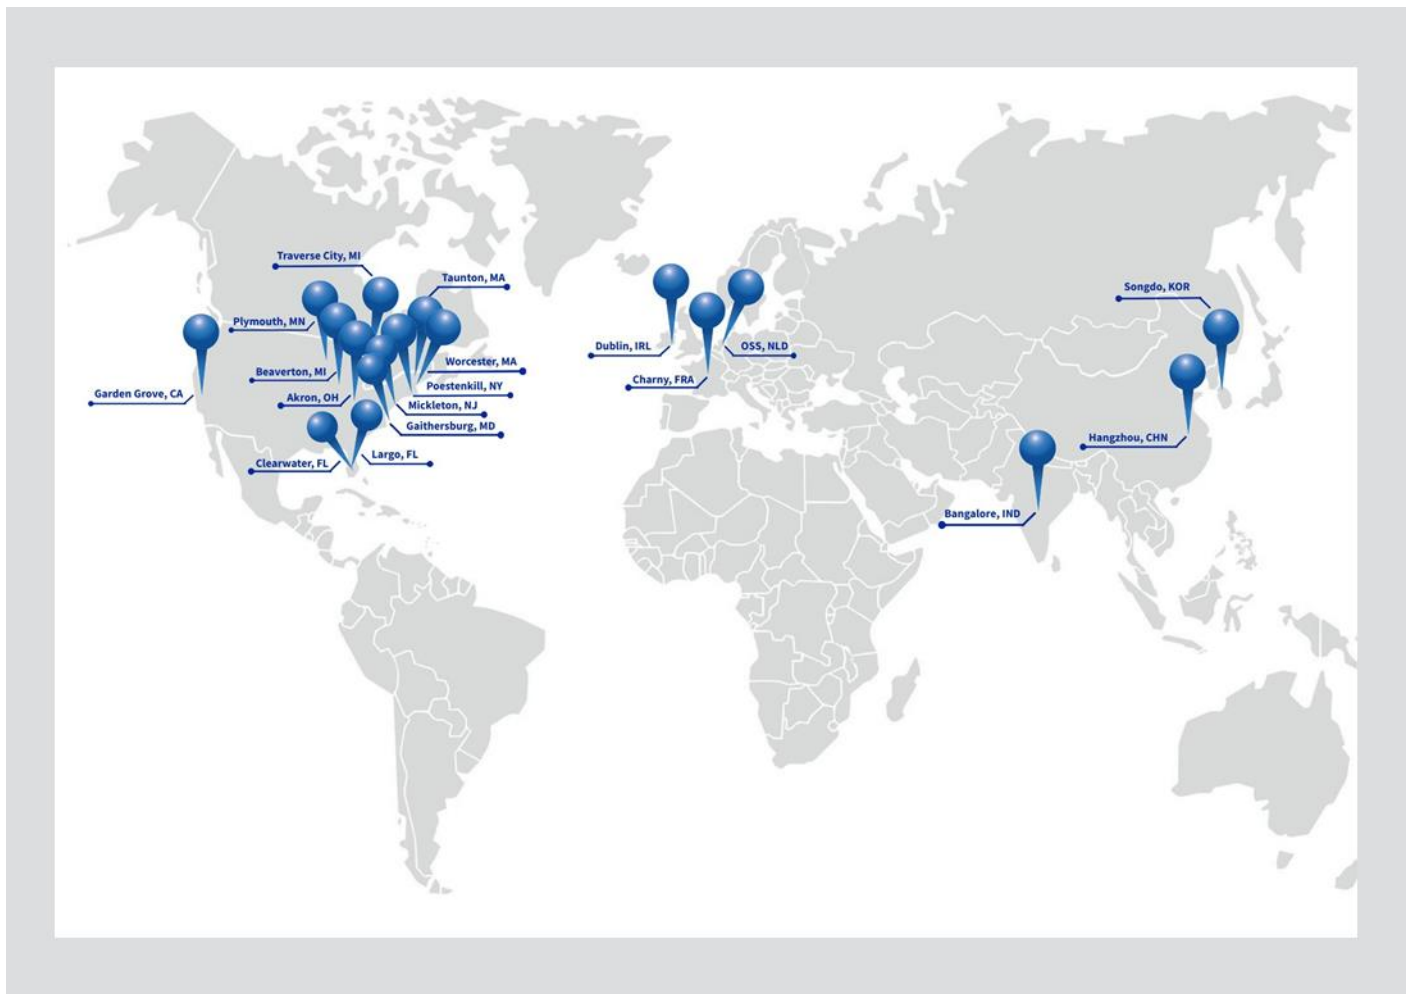 Traverse City, MI
Taunton, MA
Plymouth, MN
Worcester, MA
Beaverton, MI
Poestenkill, NY
Garden Grove, CA
Akron, OH
Mickleton, NJ
Gaithersburg, MD
Clearwater, FL
Largo, FL
Dublin, IRL
OSS, NLD
Charny, FRA
Songdo, KOR
Hangzhou, CHN
Bangalore, IND